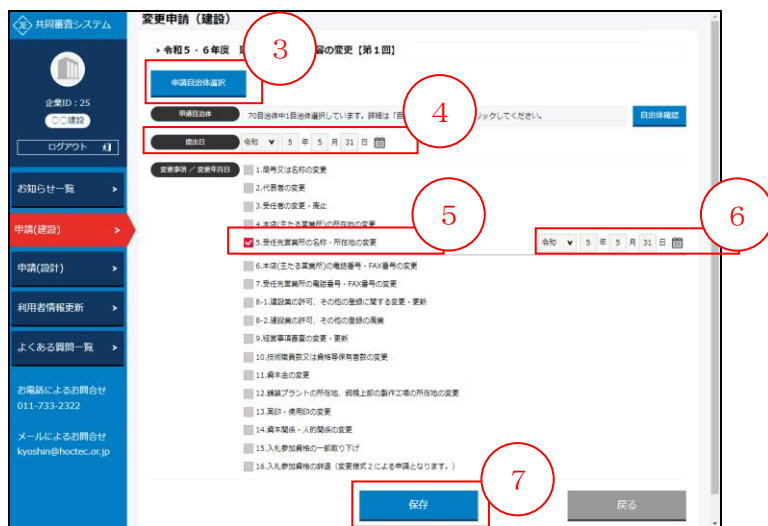 共同審査システム
企業ID：25
〇〇建設
ログアウト
お知らせ一覧 >
申請(建設) >
申請(設計) >
利用者情報更新 >
よくある質問一覧 >
お電話によるお問合せ
011-733-2322
メールによるお問合せ
kyoshin@hoctec.or.jp
変更申請（建設）
> 令和５・６年度 容の変更【第１回】
③
申請自治体選択
申請自治体 70自治体中1自治体選択しています。詳細は「自 リックしてください。 自治体確認
④
提出日 令和 5 年 5 月 31 日
変更事項 ／ 変更年月日 1.商号又は名称の変更
2.代表者の変更
3.受任者の変更・廃止
4.本店(主たる営業所)の所在地の変更
5.受任先営業所の名称・所在地の変更 令和 5 年 5 月 31 日
⑤
⑥
6.本店(主たる営業所)の電話番号・FAX番号の変更
7.受任先営業所の電話番号・FAX番号の変更
8-1.建設業の許可、その他の登録に関する変更・更新
8-2.建設業の許可、その他の登録の廃業
9.経営事項審査の変更・更新
10.技術職員数又は資格等保有者数の変更
11.資本金の変更
12.舗装プラントの所在地、鋼橋上部の製作工場の所在地の変更
13.実印・使用印の変更
14.資本関係・人的関係の変更
15.入札参加資格の一部取り下げ
16.入札参加資格の辞退（変更様式２による申請となります。）
⑦
保存 戻る